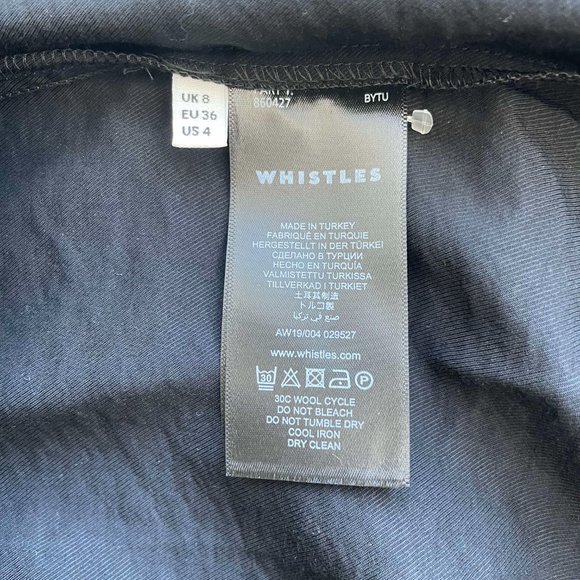 UK 8
EU 36
US 4
860427
BYTU
WHISTLES
MADE IN TURKEY
FABRIQUÉ EN TURQUIE
HERGESTELLT IN DER TÜRKEI
СДЕЛАНО В ТУРЦИИ
HECHO EN TURQUÍA
VALMISTETTU TURKISSA
TILLVERKAD I TURKIET
土耳其制造
トルコ製
صنع في تركيا
AW19/004 029527
www.whistles.com
30
P
30C WOOL CYCLE
DO NOT BLEACH
DO NOT TUMBLE DRY
COOL IRON
DRY CLEAN